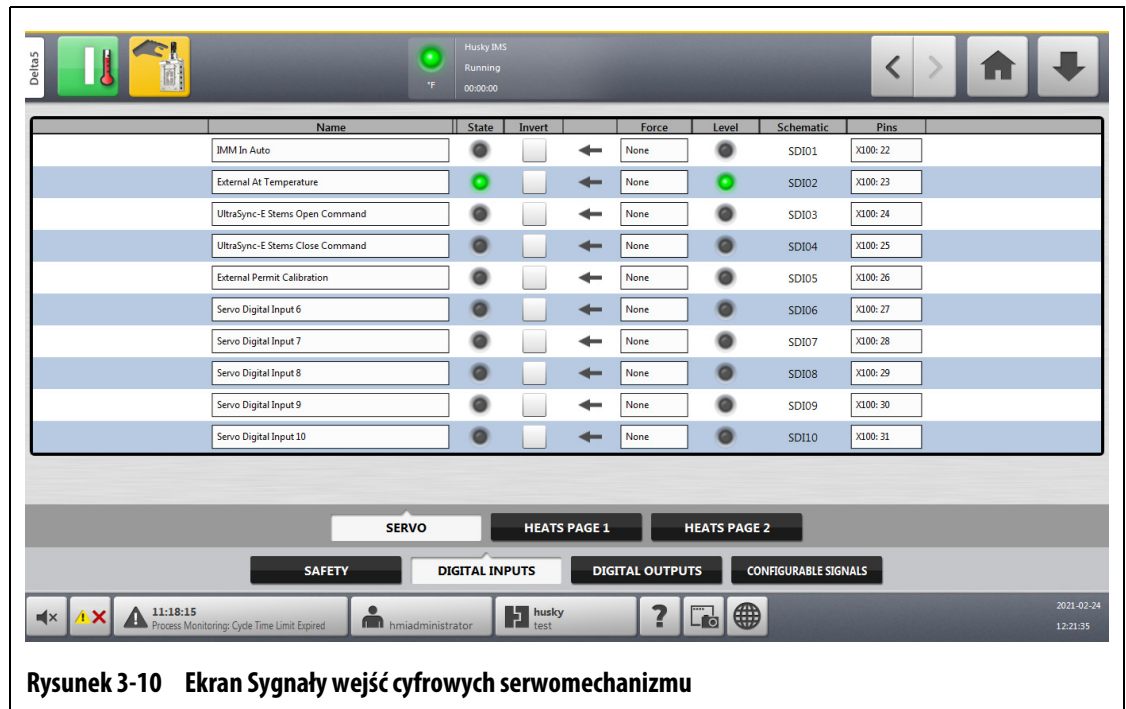 Delta5
Husky IMS
Running
°F 00:00:00
Name State Invert Force Level Schematic Pins
IMM In Auto None SDI01 X100: 22
External At Temperature None SDI02 X100: 23
UltraSync-E Stems Open Command None SDI03 X100: 24
UltraSync-E Stems Close Command None SDI04 X100: 25
External Permit Calibration None SDI05 X100: 26
Servo Digital Input 6 None SDI06 X100: 27
Servo Digital Input 7 None SDI07 X100: 28
Servo Digital Input 8 None SDI08 X100: 29
Servo Digital Input 9 None SDI09 X100: 30
Servo Digital Input 10 None SDI10 X100: 31
SERVO HEATS PAGE 1 HEATS PAGE 2
SAFETY DIGITAL INPUTS DIGITAL OUTPUTS CONFIGURABLE SIGNALS
11:18:15 husky 2021-02-24
Process Monitoring: Cycle Time Limit Expired hmiadministrator test ? 12:21:35
Rysunek 3-10 Ekran Sygnały wejść cyfrowych serwomechanizmu